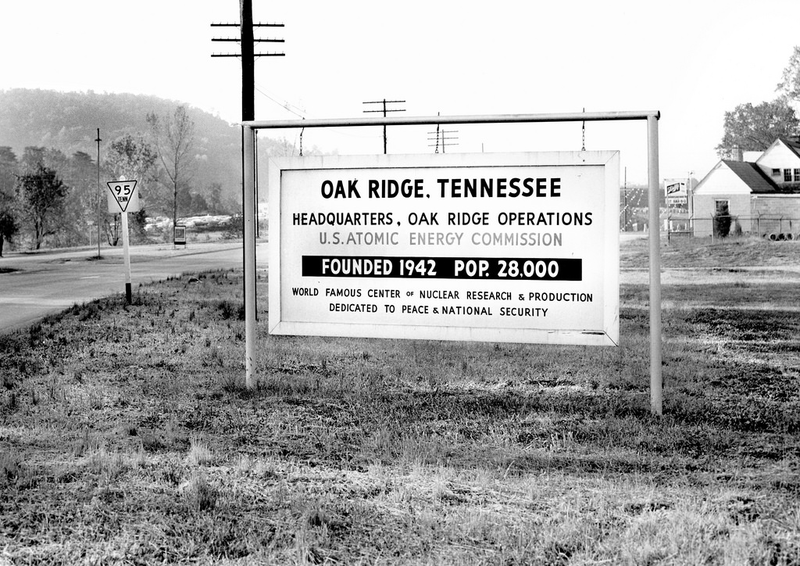 95
TENN
OAK RIDGE, TENNESSEE
HEADQUARTERS, OAK RIDGE OPERATIONS
U.S. ATOMIC ENERGY COMMISSION
FOUNDED 1942 POP. 28.000
WORLD FAMOUS CENTER OF NUCLEAR RESEARCH & PRODUCTION
DEDICATED TO PEACE & NATIONAL SECURITY